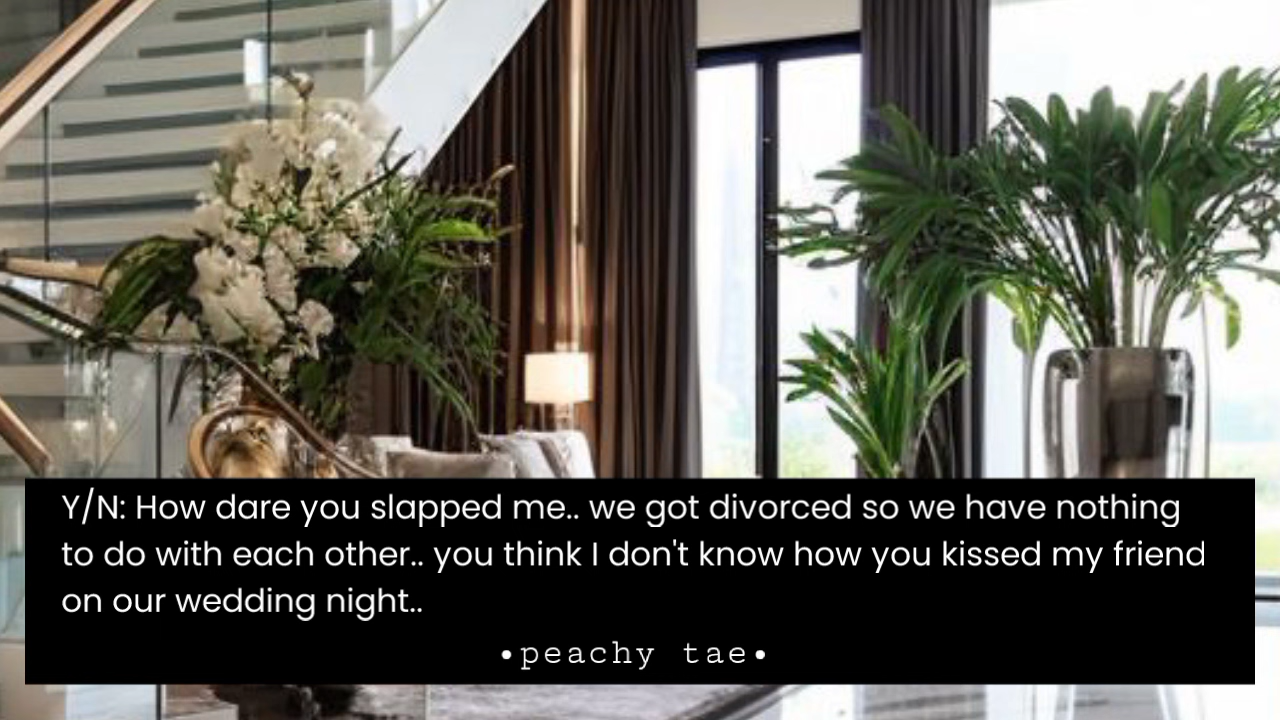 Y/N: How dare you slapped me.. we got divorced so we have nothing
to do with each other.. you think I don't know how you kissed my friend
on our wedding night..
•peachy tae•